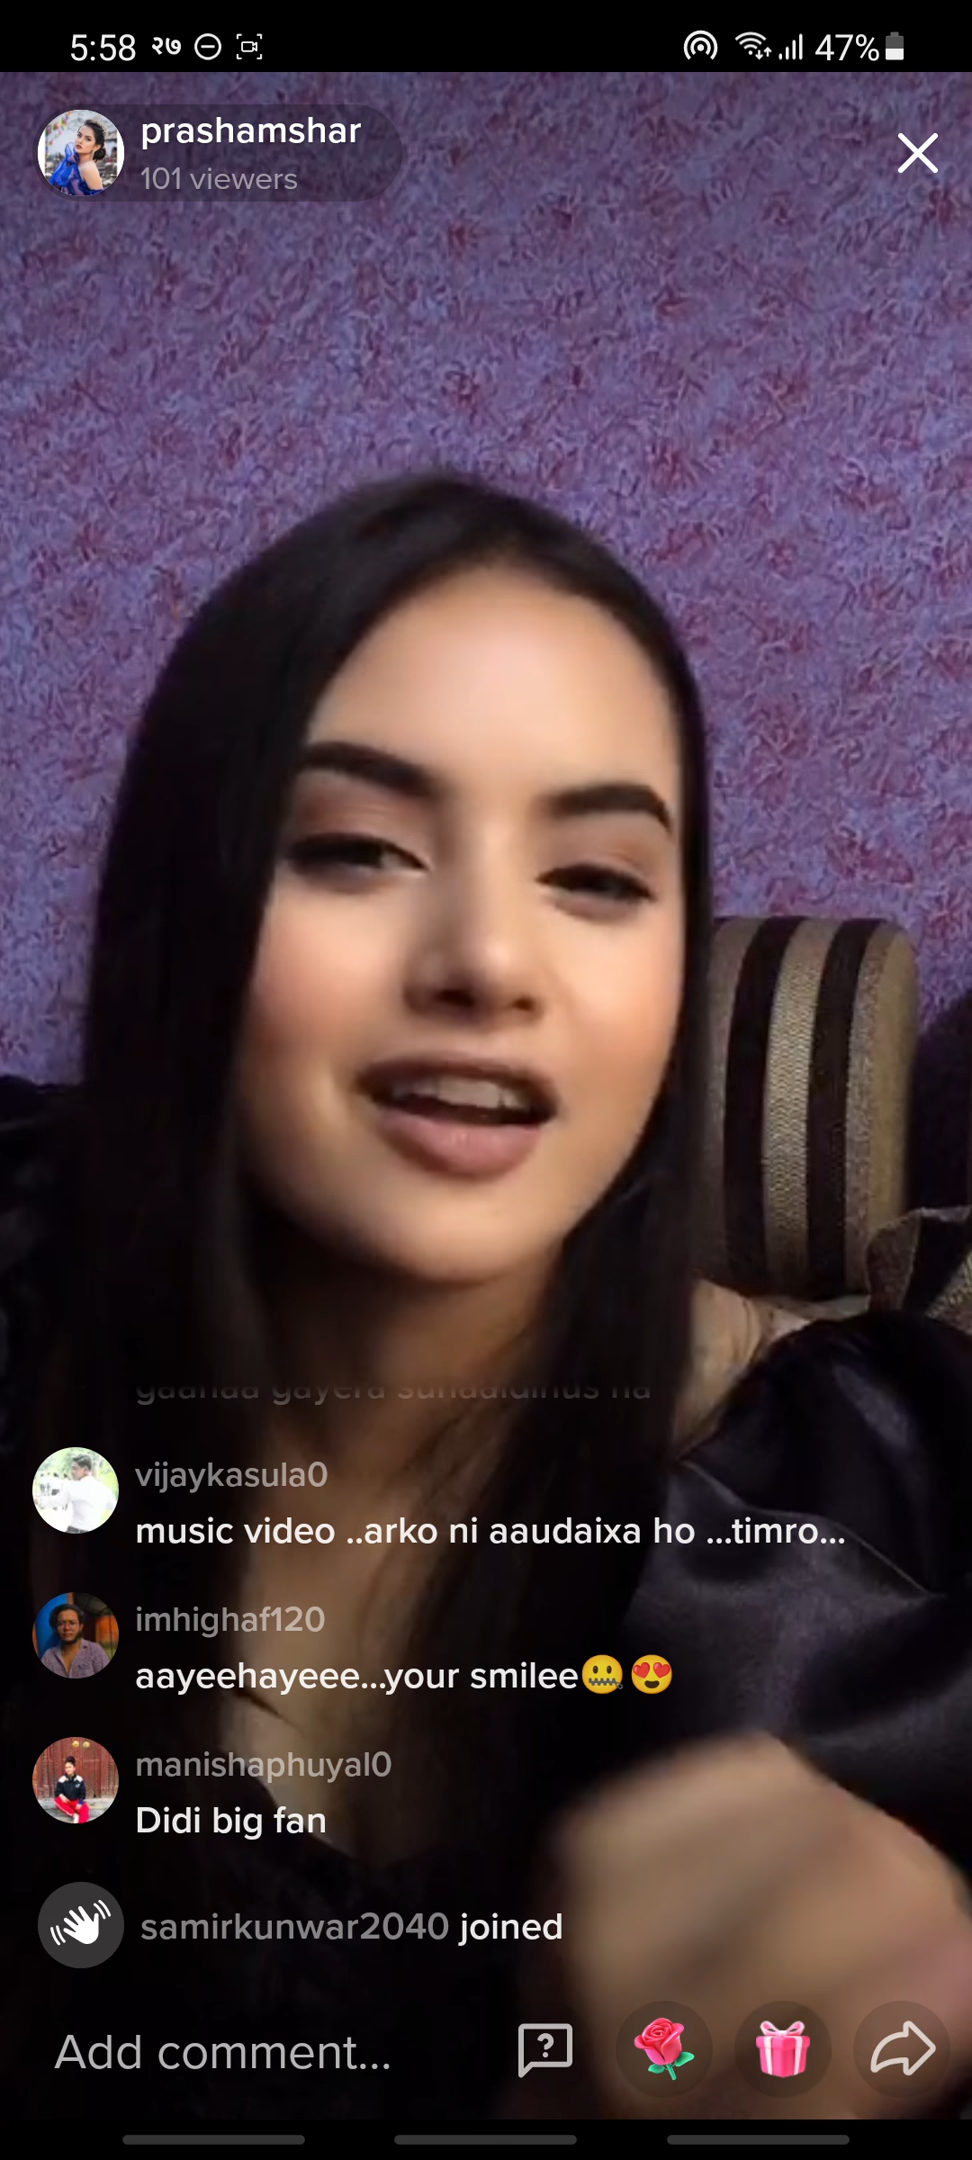 5:58 २७ 47%
prashamshar
101 viewers
vijaykasula0
music video ..arko ni aaudaixa ho ...timro...
imhighaf120
aayeehayeee...your smilee🤐😍
manishaphuyal0
Didi big fan
samirkunwar2040 joined
Add comment...